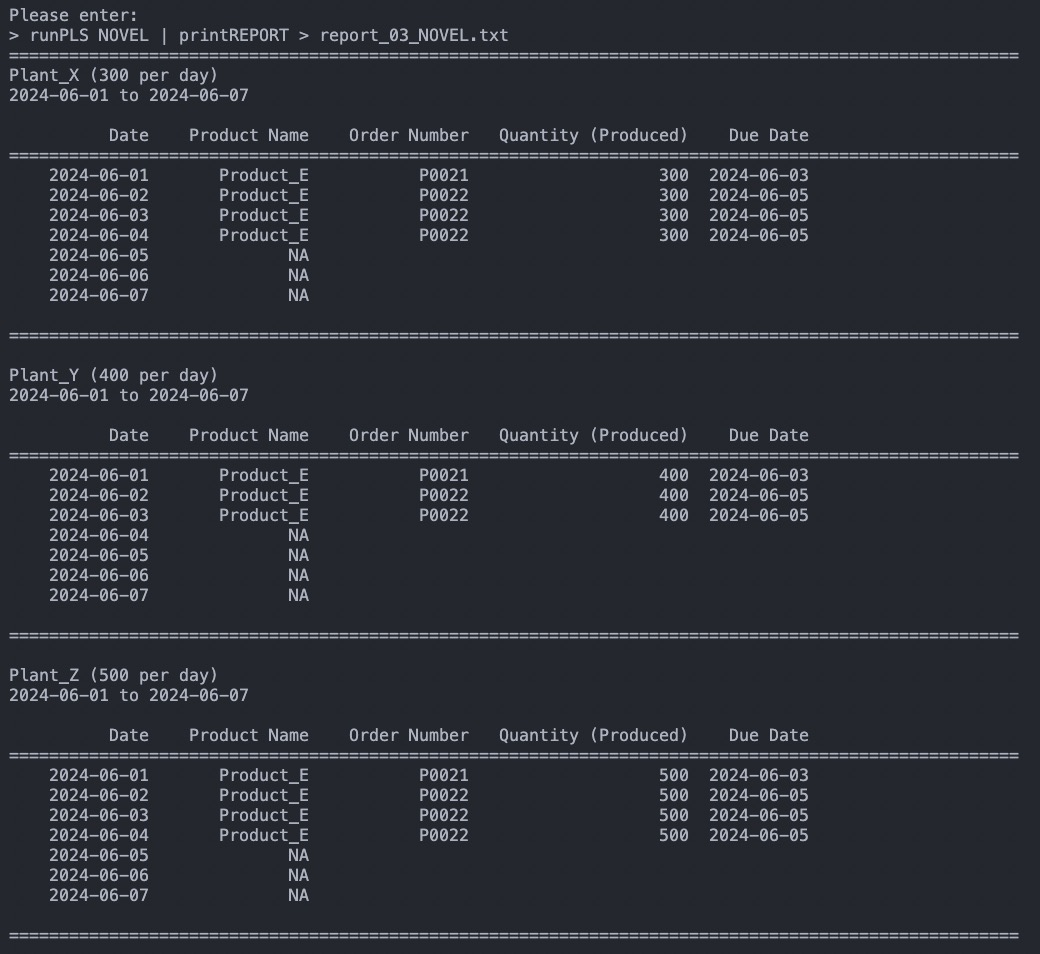 Please enter:
> runPLS NOVEL | printREPORT > report_03_NOVEL.txt
=====================================================================================================
Plant_X (300 per day)
2024-06-01 to 2024-06-07
          Date    Product Name    Order Number   Quantity (Produced)    Due Date
=====================================================================================================
    2024-06-01       Product_E           P0021                   300  2024-06-03
    2024-06-02       Product_E           P0022                   300  2024-06-05
    2024-06-03       Product_E           P0022                   300  2024-06-05
    2024-06-04       Product_E           P0022                   300  2024-06-05
    2024-06-05              NA
    2024-06-06              NA
    2024-06-07              NA
=====================================================================================================
Plant_Y (400 per day)
2024-06-01 to 2024-06-07
          Date    Product Name    Order Number   Quantity (Produced)    Due Date
=====================================================================================================
    2024-06-01       Product_E           P0021                   400  2024-06-03
    2024-06-02       Product_E           P0022                   400  2024-06-05
    2024-06-03       Product_E           P0022                   400  2024-06-05
    2024-06-04              NA
    2024-06-05              NA
    2024-06-06              NA
    2024-06-07              NA
=====================================================================================================
Plant_Z (500 per day)
2024-06-01 to 2024-06-07
          Date    Product Name    Order Number   Quantity (Produced)    Due Date
=====================================================================================================
    2024-06-01       Product_E           P0021                   500  2024-06-03
    2024-06-02       Product_E           P0022                   500  2024-06-05
    2024-06-03       Product_E           P0022                   500  2024-06-05
    2024-06-04       Product_E           P0022                   500  2024-06-05
    2024-06-05              NA
    2024-06-06              NA
    2024-06-07              NA
=====================================================================================================